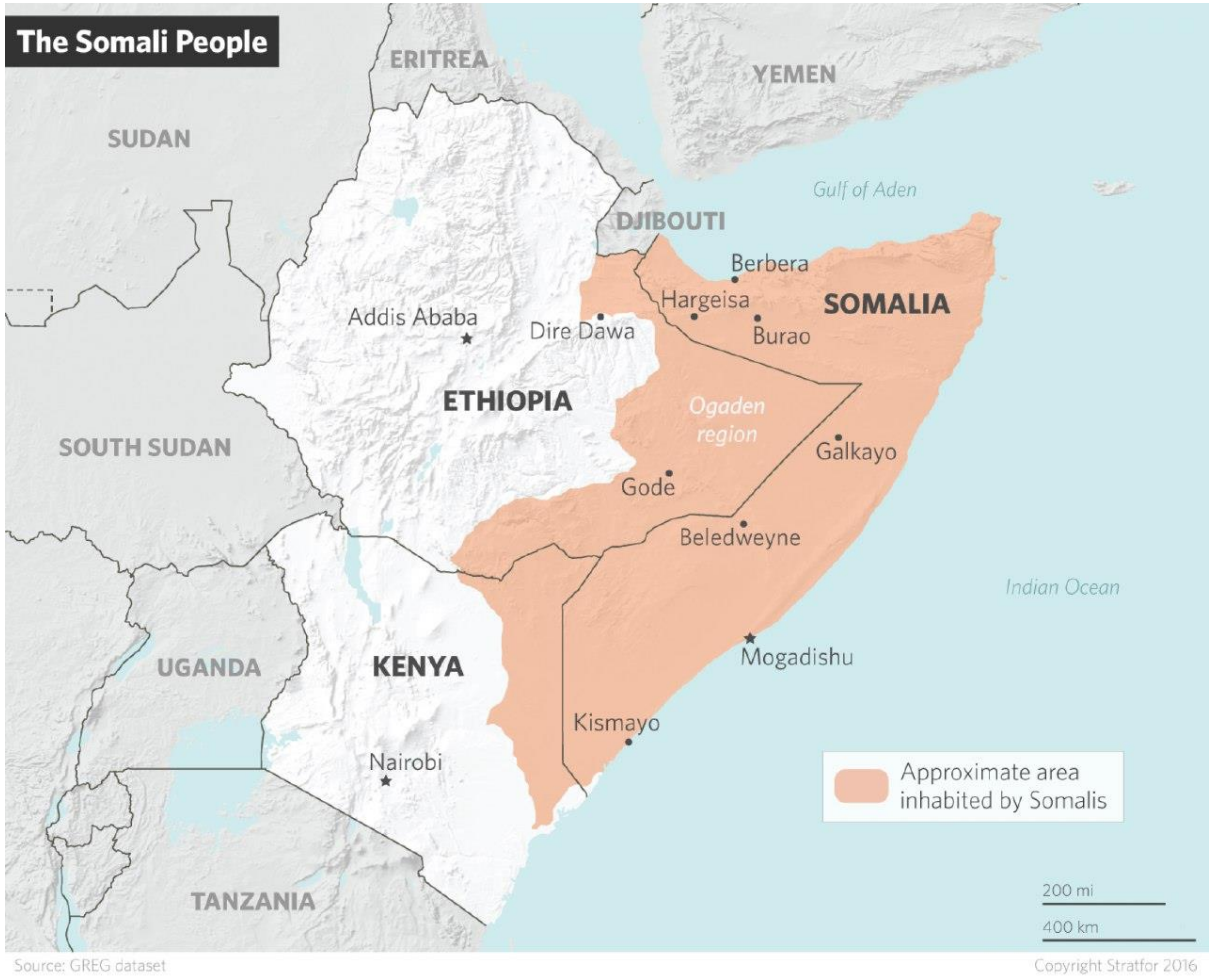 The Somali People
ERITREA
YEMEN
SUDAN
Gulf of Aden
DJIBOUTI
Berbera
Hargeisa
SOMALIA
Addis Ababa
Dire Dawa
Burao
ETHIOPIA
Ogaden
region
SOUTH SUDAN
Galkayo
Gode
Beledweyne
Indian Ocean
UGANDA
KENYA
Mogadishu
Kismayo
Nairobi
Approximate area
inhabited by Somalis
TANZANIA
200 mi
400 km
Source: GREG dataset
Copyright Stratfor 2016